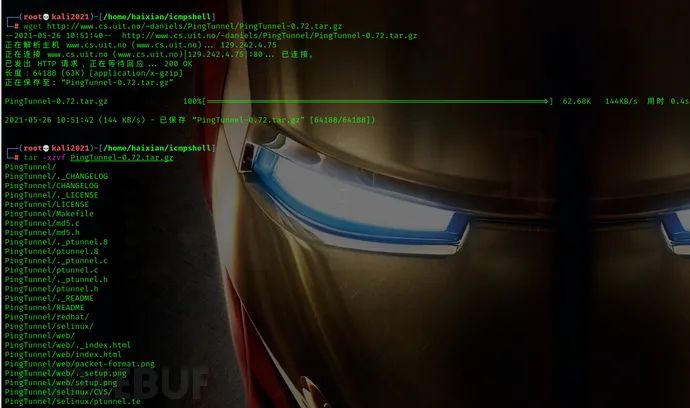 ┌──(root💀kali2021)-[/home/haixian/icmpshell]
└─# wget http://www.cs.uit.no/~daniels/PingTunnel/PingTunnel-0.72.tar.gz
--2021-05-26 10:51:40--  http://www.cs.uit.no/~daniels/PingTunnel/PingTunnel-0.72.tar.gz
正在解析主机 www.cs.uit.no (www.cs.uit.no)... 129.242.4.75
正在连接 www.cs.uit.no (www.cs.uit.no)|129.242.4.75|:80... 已连接。
已发出 HTTP 请求，正在等待回应... 200 OK
长度：64188 (63K) [application/x-gzip]
正在保存至: “PingTunnel-0.72.tar.gz”
PingTunnel-0.72.tar.gz 100%[===================>] 62.68K 144KB/s 用时 0.4s
2021-05-26 10:51:42 (144 KB/s) - 已保存 “PingTunnel-0.72.tar.gz” [64188/64188])
┌──(root💀kali2021)-[/home/haixian/icmpshell]
└─# tar -xzvf PingTunnel-0.72.tar.gz
PingTunnel/
PingTunnel/._CHANGELOG
PingTunnel/CHANGELOG
PingTunnel/._LICENSE
PingTunnel/LICENSE
PingTunnel/Makefile
PingTunnel/md5.c
PingTunnel/md5.h
PingTunnel/._ptunnel.8
PingTunnel/ptunnel.8
PingTunnel/._ptunnel.c
PingTunnel/ptunnel.c
PingTunnel/._ptunnel.h
PingTunnel/ptunnel.h
PingTunnel/._README
PingTunnel/README
PingTunnel/redhat/
PingTunnel/selinux/
PingTunnel/web/
PingTunnel/web/._index.html
PingTunnel/web/index.html
PingTunnel/web/packet-format.png
PingTunnel/web/._setup.png
PingTunnel/web/setup.png
PingTunnel/selinux/CVS/
PingTunnel/selinux/ptunnel.te